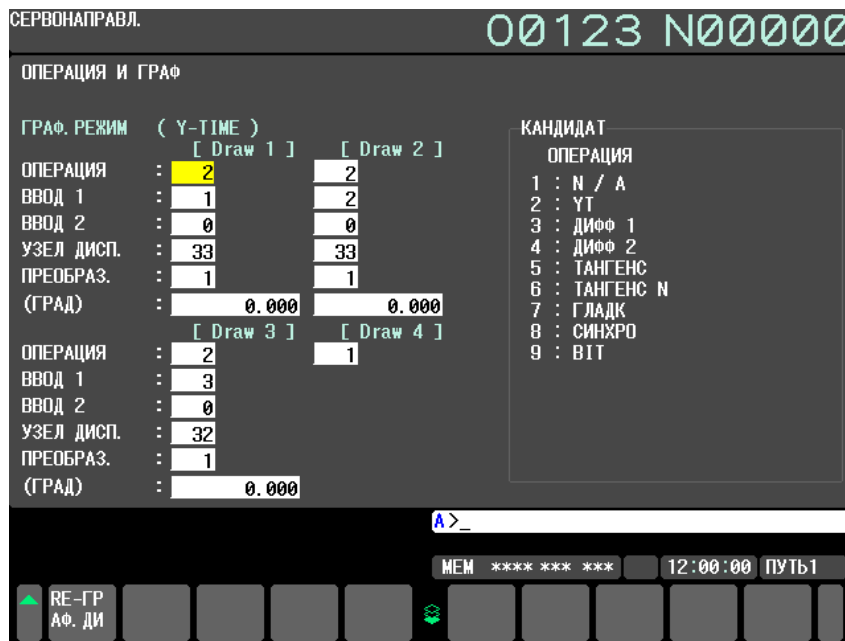 СЕРВОНАПРАВЛ.
O0123 N00000
ОПЕРАЦИЯ И ГРАФ
ГРАФ. РЕЖИМ ( Y-TIME )
[ Draw 1 ] [ Draw 2 ]
ОПЕРАЦИЯ : 2 2
ВВОД 1 : 1 2
ВВОД 2 : 0 0
УЗЕЛ ДИСП. : 33 33
ПРЕОБРАЗ. : 1 1
(ГРАД) : 0.000 0.000
[ Draw 3 ] [ Draw 4 ]
ОПЕРАЦИЯ : 2 1
ВВОД 1 : 3
ВВОД 2 : 0
УЗЕЛ ДИСП. : 32
ПРЕОБРАЗ. : 1
(ГРАД) : 0.000
КАНДИДАТ
ОПЕРАЦИЯ
1 : N / A
2 : YT
3 : ДИФФ 1
4 : ДИФФ 2
5 : ТАНГЕНС
6 : ТАНГЕНС N
7 : ГЛАДК
8 : СИНХРО
9 : BIT
A>_
MEM **** *** *** 12:00:00 ПУТЬ1
RE-ГР
АФ. ДИ